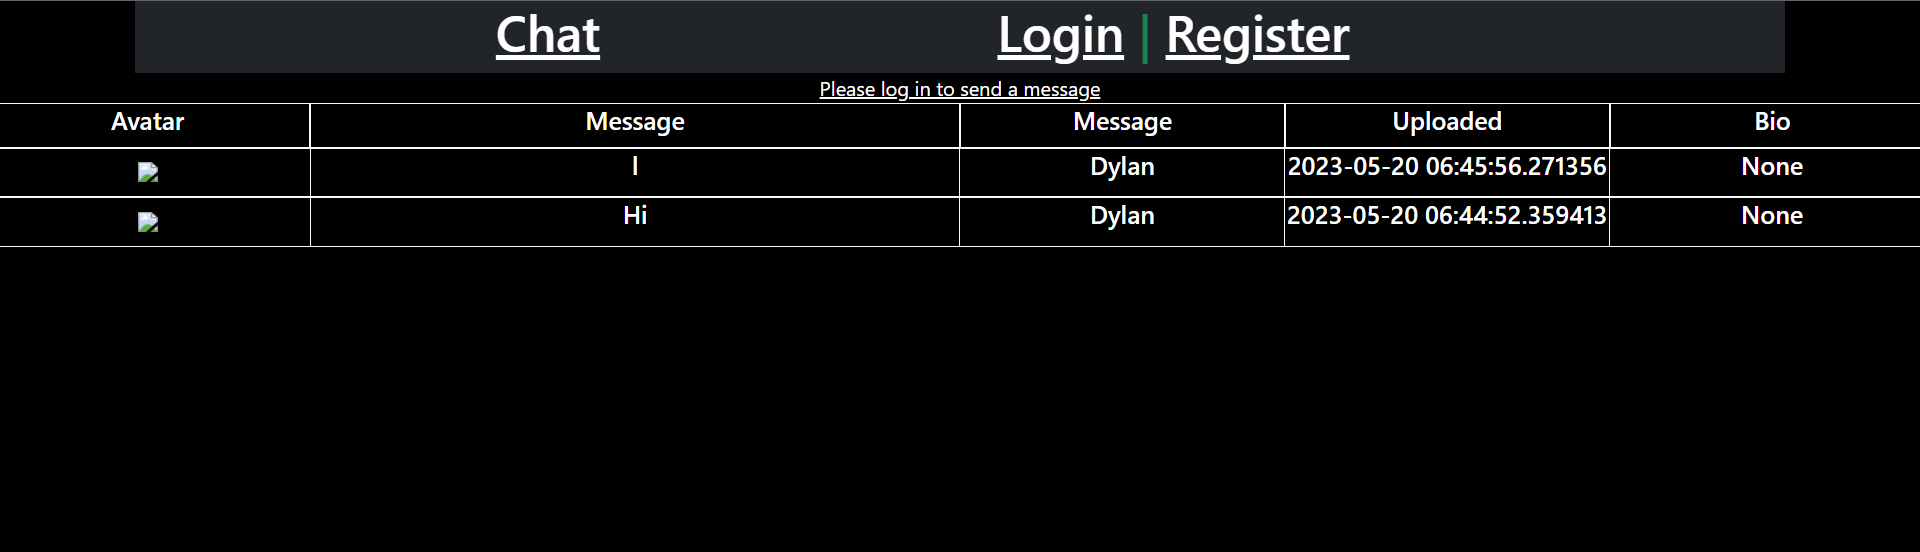 Chat Login | Register
Please log in to send a message
Avatar Message Message Uploaded Bio
l Dylan 2023-05-20 06:45:56.271356 None
Hi Dylan 2023-05-20 06:44:52.359413 None